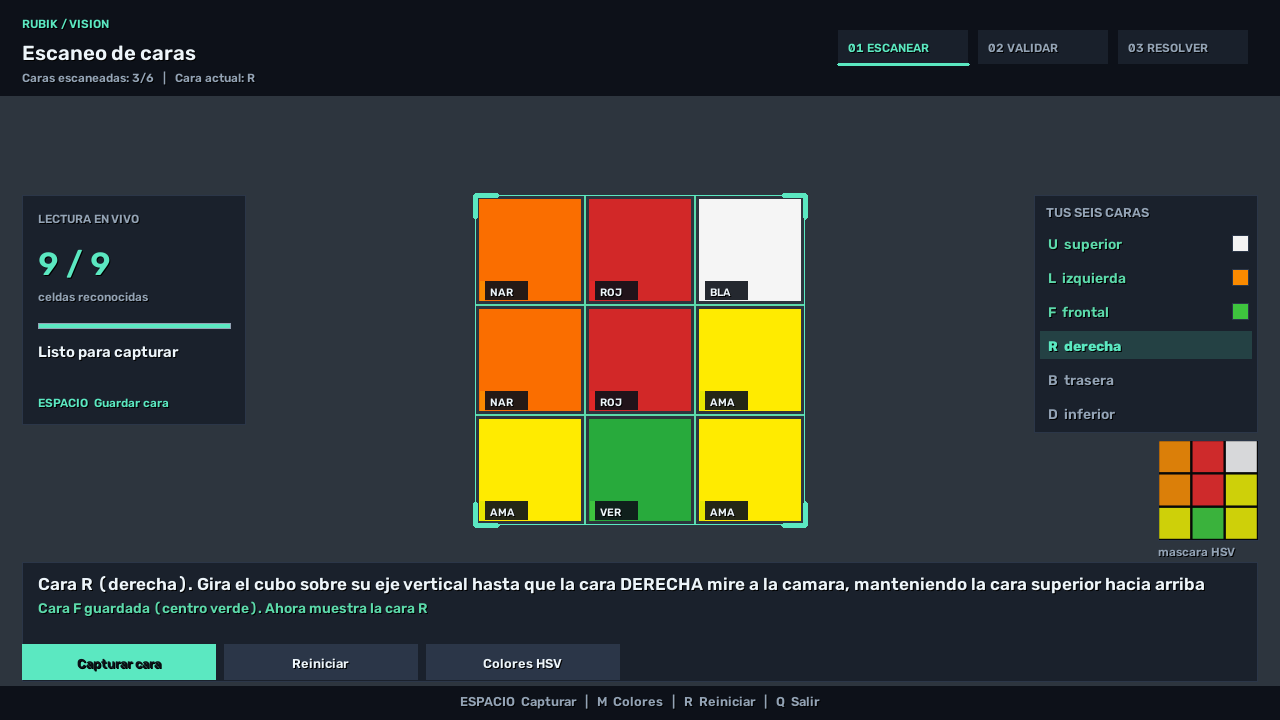 RUBIK / VISION
Escaneo de caras
Caras escaneadas: 3/6 | Cara actual: R
01 ESCANEAR
02 VALIDAR
03 RESOLVER
LECTURA EN VIVO
9 / 9
celdas reconocidas
Listo para capturar
ESPACIO Guardar cara
NAR
ROJ
BLA
NAR
ROJ
AMA
AMA
VER
AMA
TUS SEIS CARAS
U superior
L izquierda
F frontal
R derecha
B trasera
D inferior
mascara HSV
Cara R (derecha). Gira el cubo sobre su eje vertical hasta que la cara DERECHA mire a la camara, manteniendo la cara superior hacia arriba
Cara F guardada (centro verde). Ahora muestra la cara R
Capturar cara
Reiniciar
Colores HSV
ESPACIO Capturar | M Colores | R Reiniciar | Q Salir